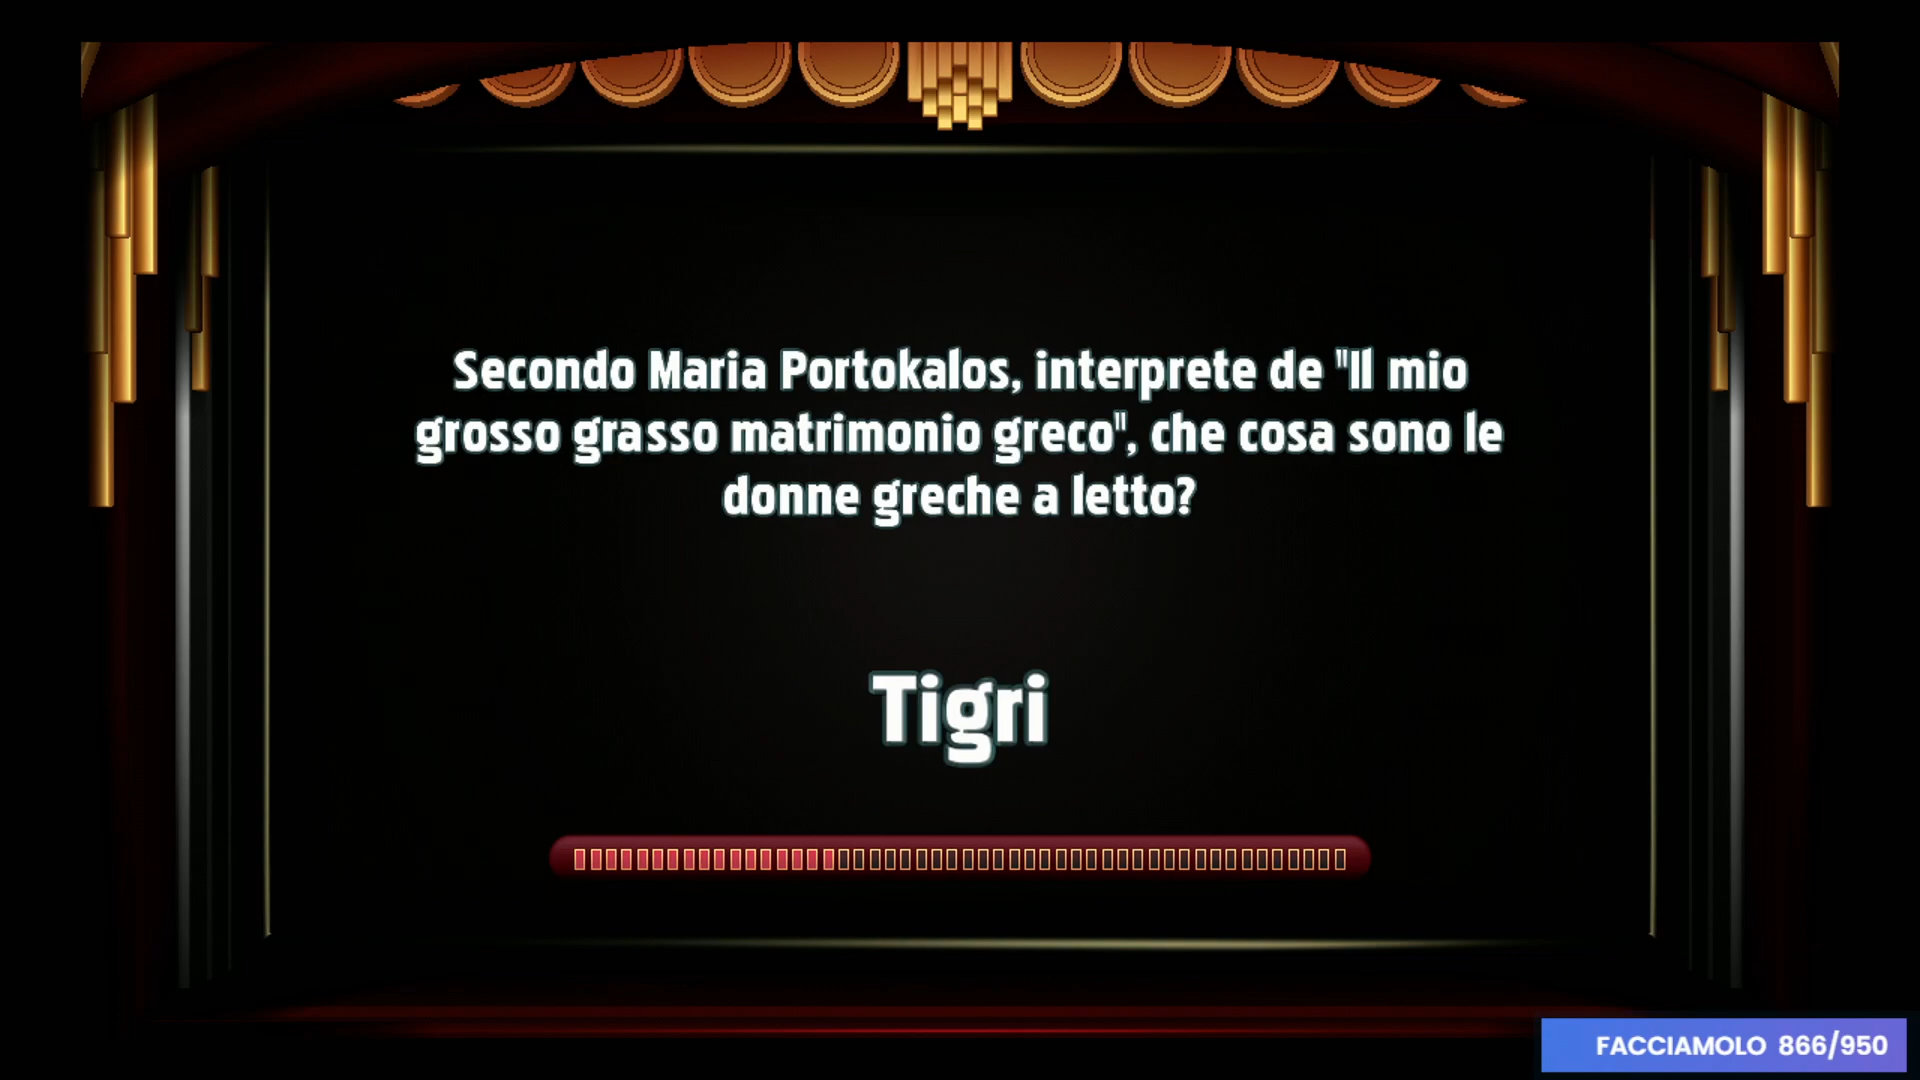 Secondo Maria Portokalos, interprete de "Il mio
grosso grasso matrimonio greco", che cosa sono le
donne greche a letto?
Tigri
FACCIAMOLO 866/950